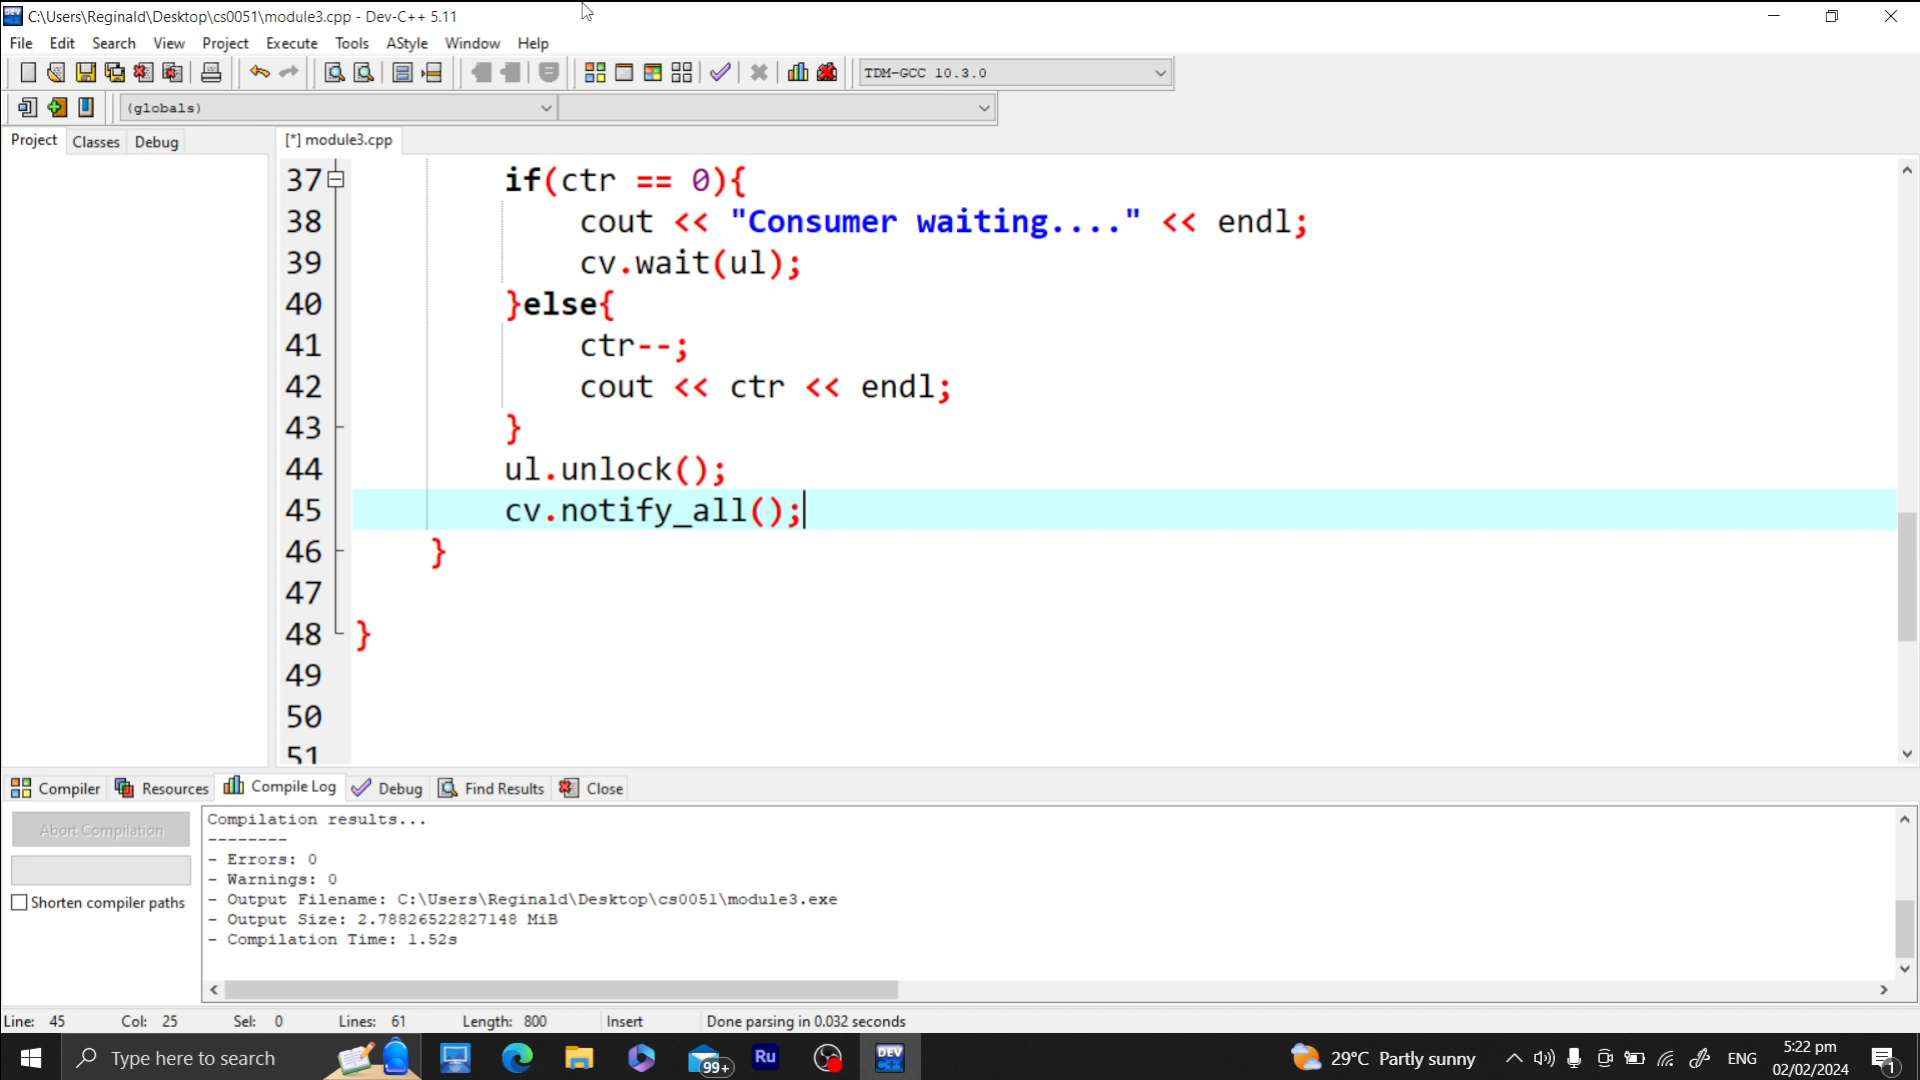 C:\Users\Reginald\Desktop\cs0051\module3.cpp - Dev-C++ 5.11
File Edit Search View Project Execute Tools AStyle Window Help
TDM-GCC 10.3.0
(globals)
Project Classes Debug [*] module3.cpp
37 if(ctr == 0){
38 cout << "Consumer waiting...." << endl;
39 cv.wait(ul);
40 }else{
41 ctr--;
42 cout << ctr << endl;
43 }
44 ul.unlock();
45 cv.notify_all();
46 }
47
48 }
49
50
51
Compiler Resources Compile Log Debug Find Results Close
Abort Compilation
Shorten compiler paths
Compilation results...
--------
- Errors: 0
- Warnings: 0
- Output Filename: C:\Users\Reginald\Desktop\cs0051\module3.exe
- Output Size: 2.78826522827148 MiB
- Compilation Time: 1.52s
Line: 45 Col: 25 Sel: 0 Lines: 61 Length: 800 Insert Done parsing in 0.032 seconds
Type here to search 99+ Ru DEV C++ 29°C Partly sunny ENG 5:22 pm 1
02/02/2024